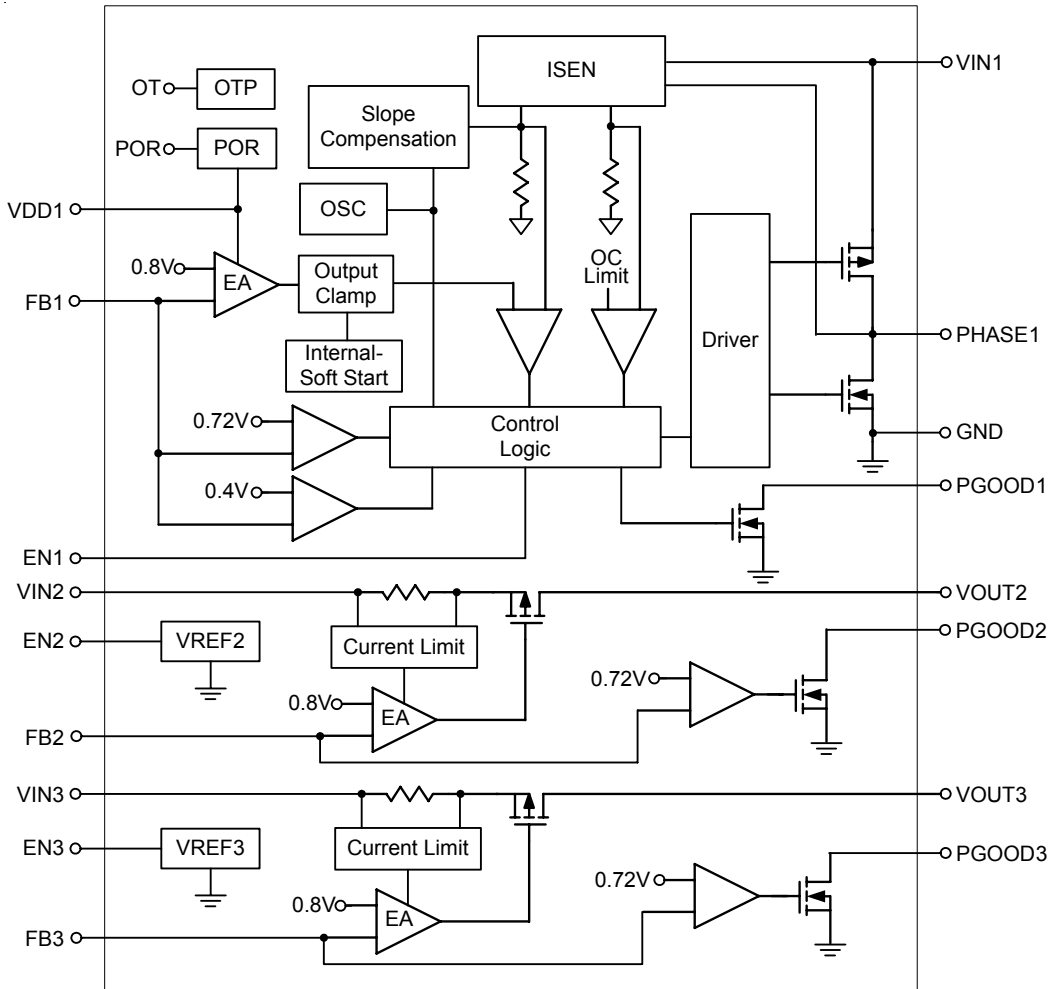 ISEN
VIN1
OT
OTP
Slope
Compensation
POR
POR
VDD1
OSC
0.8V
EA
Output
Clamp
OC
Limit
FB1
Driver
PHASE1
Internal-
Soft Start
0.72V
Control
Logic
GND
0.4V
PGOOD1
EN1
VIN2
VOUT2
EN2
VREF2
Current Limit
PGOOD2
0.8V
EA
0.72V
FB2
VIN3
VOUT3
EN3
VREF3
Current Limit
PGOOD3
0.8V
EA
0.72V
FB3